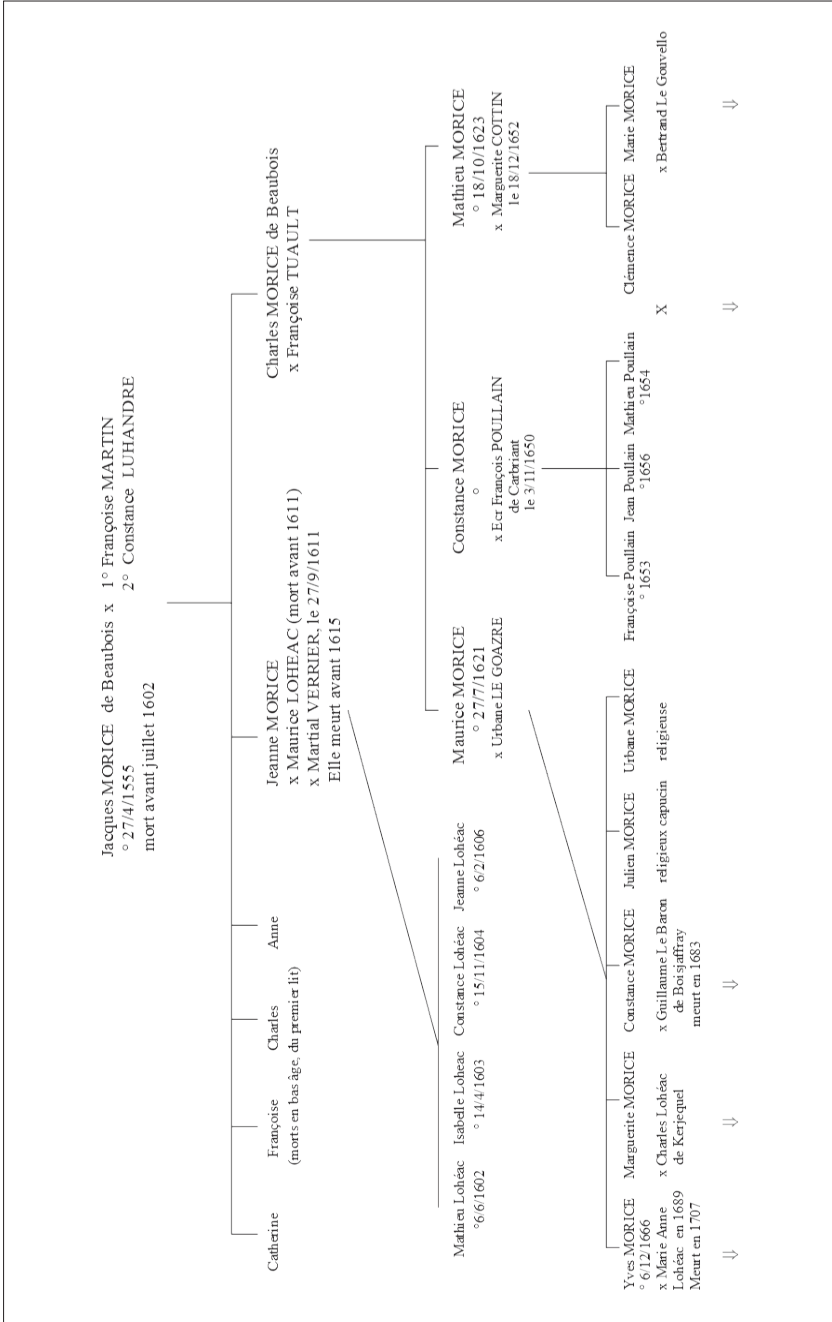 Jacques MORICE de Beaubois x 1° Françoise MARTIN
° 27/4/1555 2° Constance LUHANDRE
mort avant juillet 1602
Catherine Françoise Charles Anne
(morts en bas âge, du premier lit)
Jeanne MORICE
x Maurice LOHEAC (mort avant 1611)
x Martial VERRIER, le 27/9/1611
Elle meurt avant 1615
Charles MORICE de Beaubois
x Françoise TUAULT
Mathieu Lohéac
°6/6/1602
Isabelle Loheac
° 14/4/1603
Constance Lohéac
° 15/11/1604
Jeanne Lohéac
° 6/2/1606
Maurice MORICE
° 27/7/1621
x Urbane LE GOAZRE
Constance MORICE
°
x Ecr François POULLAIN
de Carbriant
le 3/11/1650
Mathieu MORICE
° 18/10/1623
x Marguerite COTTIN
le 18/12/1652
Yves MORICE
° 6/12/1666
x Marie Anne
Lohéac en 1689
Meurt en 1707
Marguerite MORICE
x Charles Lohéac
de Kerjequel
Constance MORICE
x Guillaume Le Baron
de Boisjaffray
meurt en 1683
Julien MORICE
religieux capucin
Urbane MORICE
religieuse
Françoise Poullain
° 1653
Jean Poullain
°1656
Mathieu Poullain
°1654
X
Clémence MORICE
Marie MORICE
x Bertrand Le Gouvello
⇓ ⇓ ⇓ ⇓ ⇓